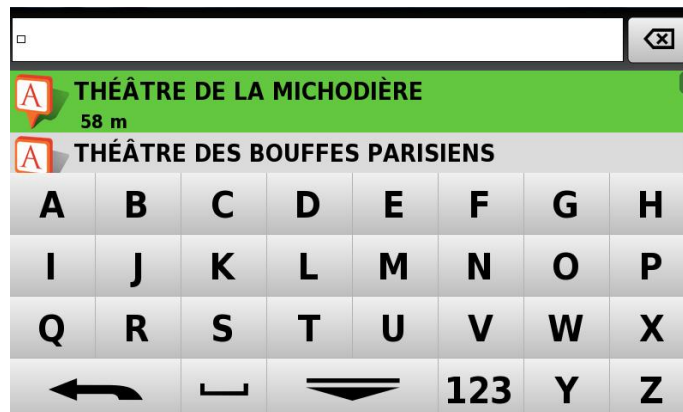 A THÉÂTRE DE LA MICHODIÈRE
58 m
A THÉÂTRE DES BOUFFES PARISIENS
A B C D E F G H
I J K L M N O P
Q R S T U V W X
123 Y Z